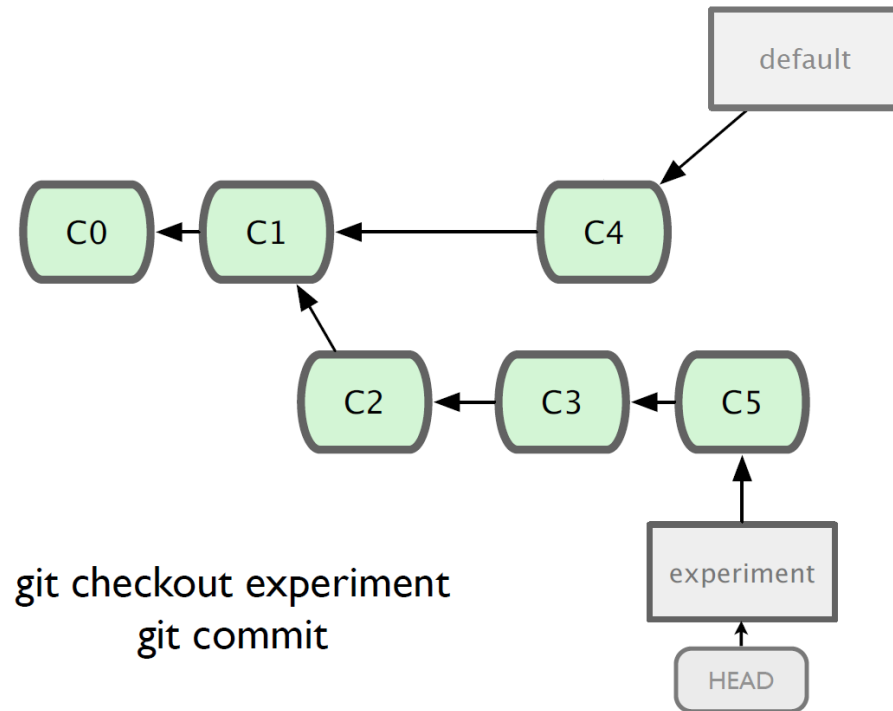 default
C0
C1
C4
C2
C3
C5
experiment
HEAD
git checkout experiment
git commit